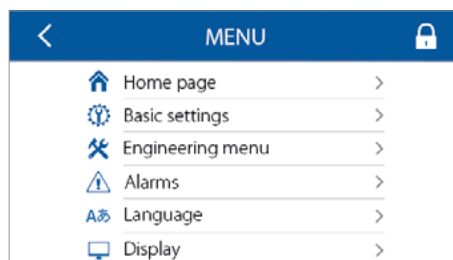 MENU
Home page
Basic settings
Engineering menu
Alarms
Aあ Language
Display